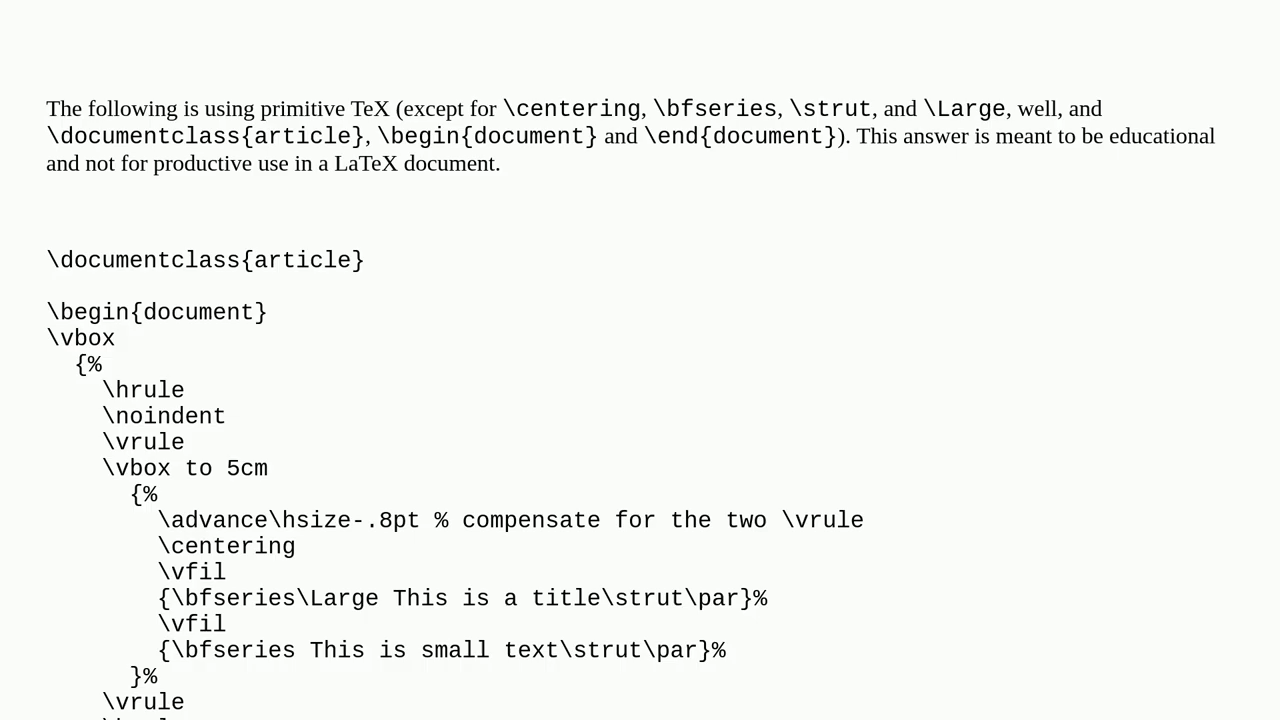 The following is using primitive TeX (except for \centering, \bfseries, \strut, and \Large, well, and
\documentclass{article}, \begin{document} and \end{document}). This answer is meant to be educational
and not for productive use in a LaTeX document.
\documentclass{article}
\begin{document}
\vbox
  {%
    \hrule
    \noindent
    \vrule
    \vbox to 5cm
      {%
        \advance\hsize-.8pt % compensate for the two \vrule
        \centering
        \vfil
        {\bfseries\Large This is a title\strut\par}%
        \vfil
        {\bfseries This is small text\strut\par}%
      }%
    \vrule